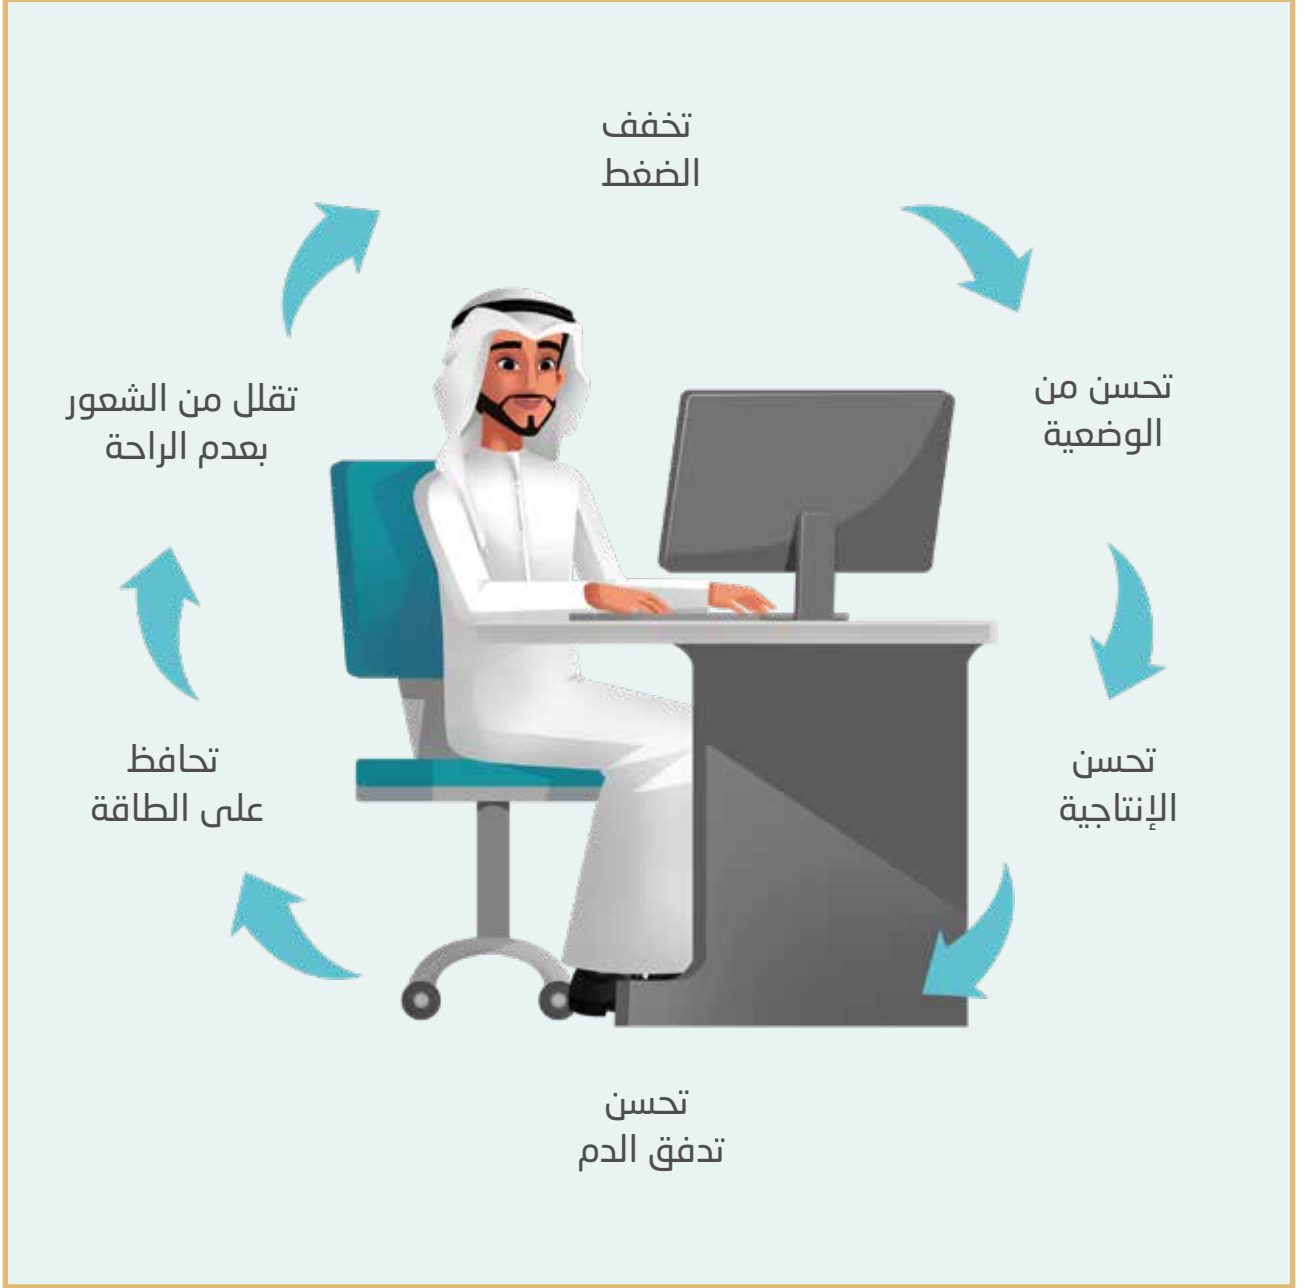 تخفف
الضغط
تحسن من
الوضعية
تحسن
الإنتاجية
تحسن
تدفق الدم
تحافظ
على الطاقة
تقلل من الشعور
بعدم الراحة